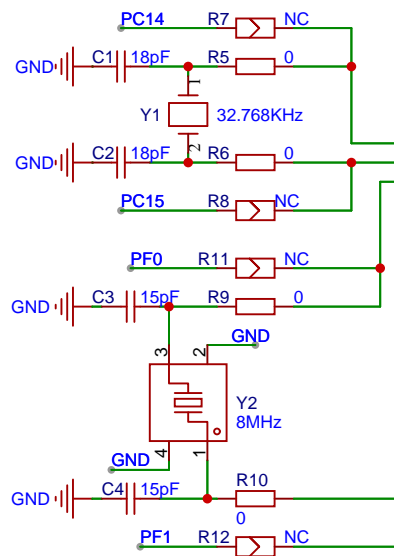 PC14 R7 NC
GND C1 18pF R5 0
1
Y1 32.768KHz
2
GND C2 18pF R6 0
PC15 R8 NC
PF0 R11 NC
GND C3 15pF R9 0
3 2 GND
Y2
8MHz
GND 4 1
GND C4 15pF R10
0
PF1 R12 NC